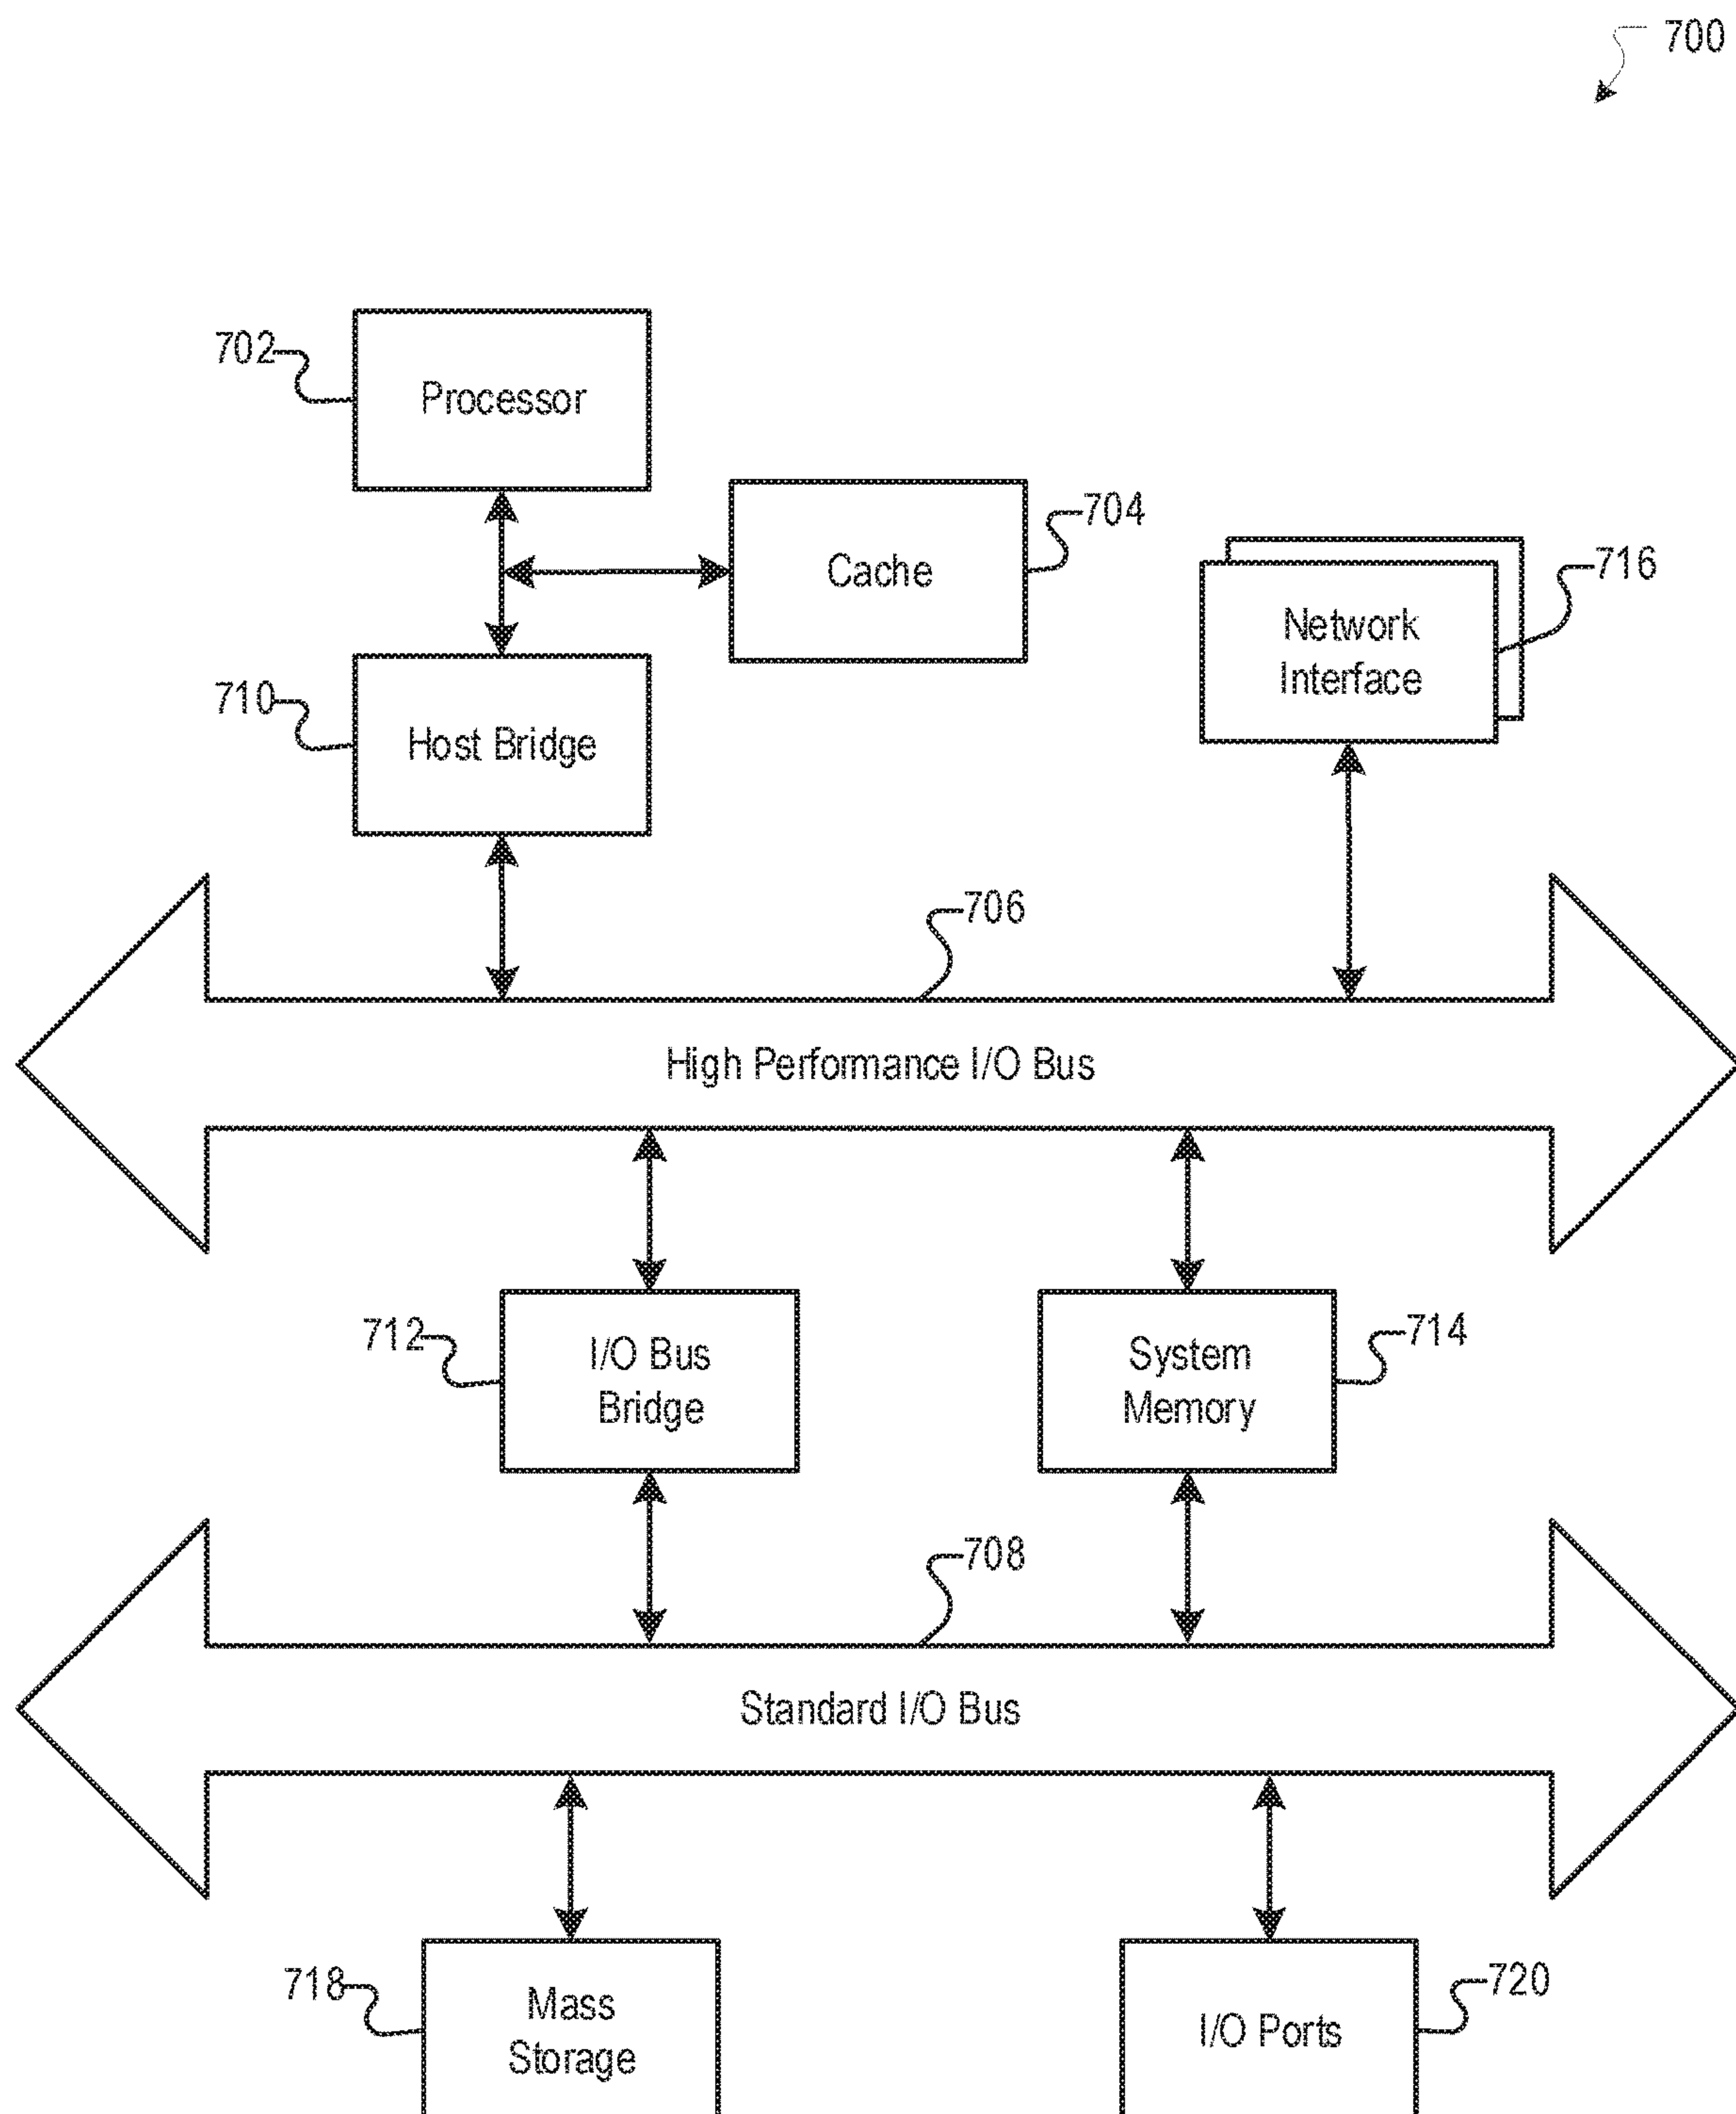 700
702
Processor
704
Cache
716
Network
Interface
710
Host Bridge
706
High Performance I/O Bus
712
I/O Bus
Bridge
714
System
Memory
708
Standard I/O Bus
718
Mass
Storage
720
I/O Ports